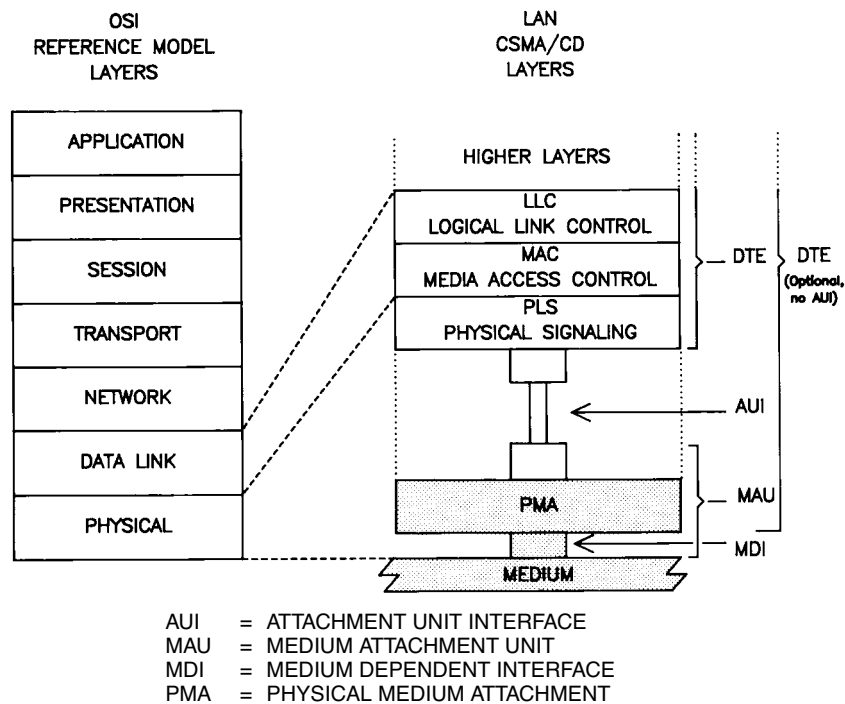 OSI
REFERENCE MODEL
LAYERS
LAN
CSMA/CD
LAYERS
APPLICATION
PRESENTATION
SESSION
TRANSPORT
NETWORK
DATA LINK
PHYSICAL
HIGHER LAYERS
LLC
LOGICAL LINK CONTROL
MAC
MEDIA ACCESS CONTROL
PLS
PHYSICAL SIGNALING
PMA
MEDIUM
DTE
DTE
(Optional,
no AUI)
AUI
MAU
MDI
AUI = ATTACHMENT UNIT INTERFACE
MAU = MEDIUM ATTACHMENT UNIT
MDI = MEDIUM DEPENDENT INTERFACE
PMA = PHYSICAL MEDIUM ATTACHMENT